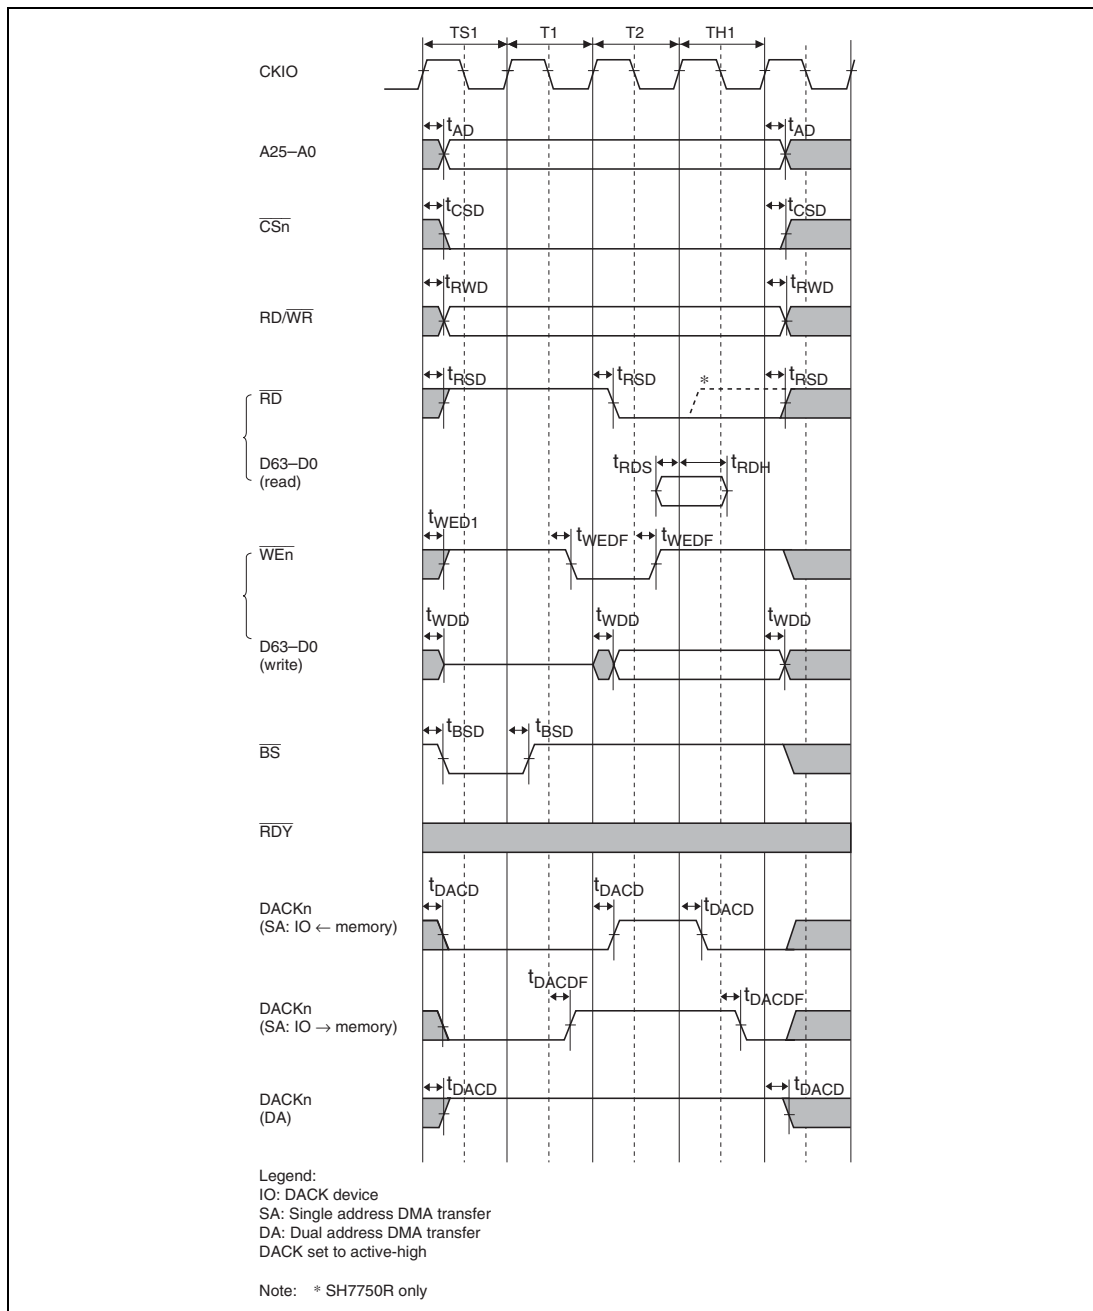 TS1 T1 T2 TH1
CKIO
tAD tAD
A25–A0
tCSD tCSD
CSn
tRWD tRWD
RD/WR
tRSD tRSD * tRSD
RD
D63–D0
(read)
tRDS tRDH
tWED1 tWEDF tWEDF
WEn
tWDD tWDD tWDD
D63–D0
(write)
tBSD tBSD
BS
RDY
tDACD tDACD tDACD
DACKn
(SA: IO ← memory)
tDACDF tDACDF
DACKn
(SA: IO → memory)
tDACD tDACD
DACKn
(DA)
Legend:
IO: DACK device
SA: Single address DMA transfer
DA: Dual address DMA transfer
DACK set to active-high
Note: * SH7750R only